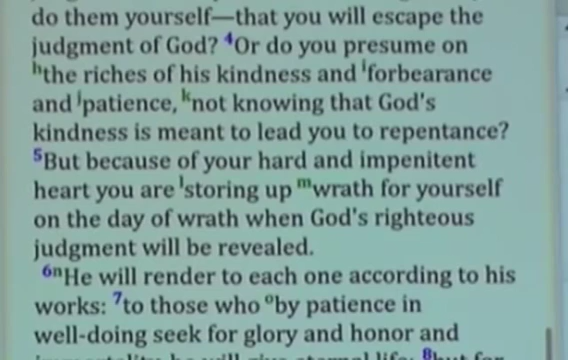 do them yourself—that you will escape the
judgment of God? 4Or do you presume on
hthe riches of his kindness and iforbearance
and jpatience, knot knowing that God's
kindness is meant to lead you to repentance?
5But because of your hard and impenitent
heart you are lstoring up mwrath for yourself
on the day of wrath when God's righteous
judgment will be revealed.
6nHe will render to each one according to his
works: 7to those who oby patience in
well-doing seek for glory and honor and